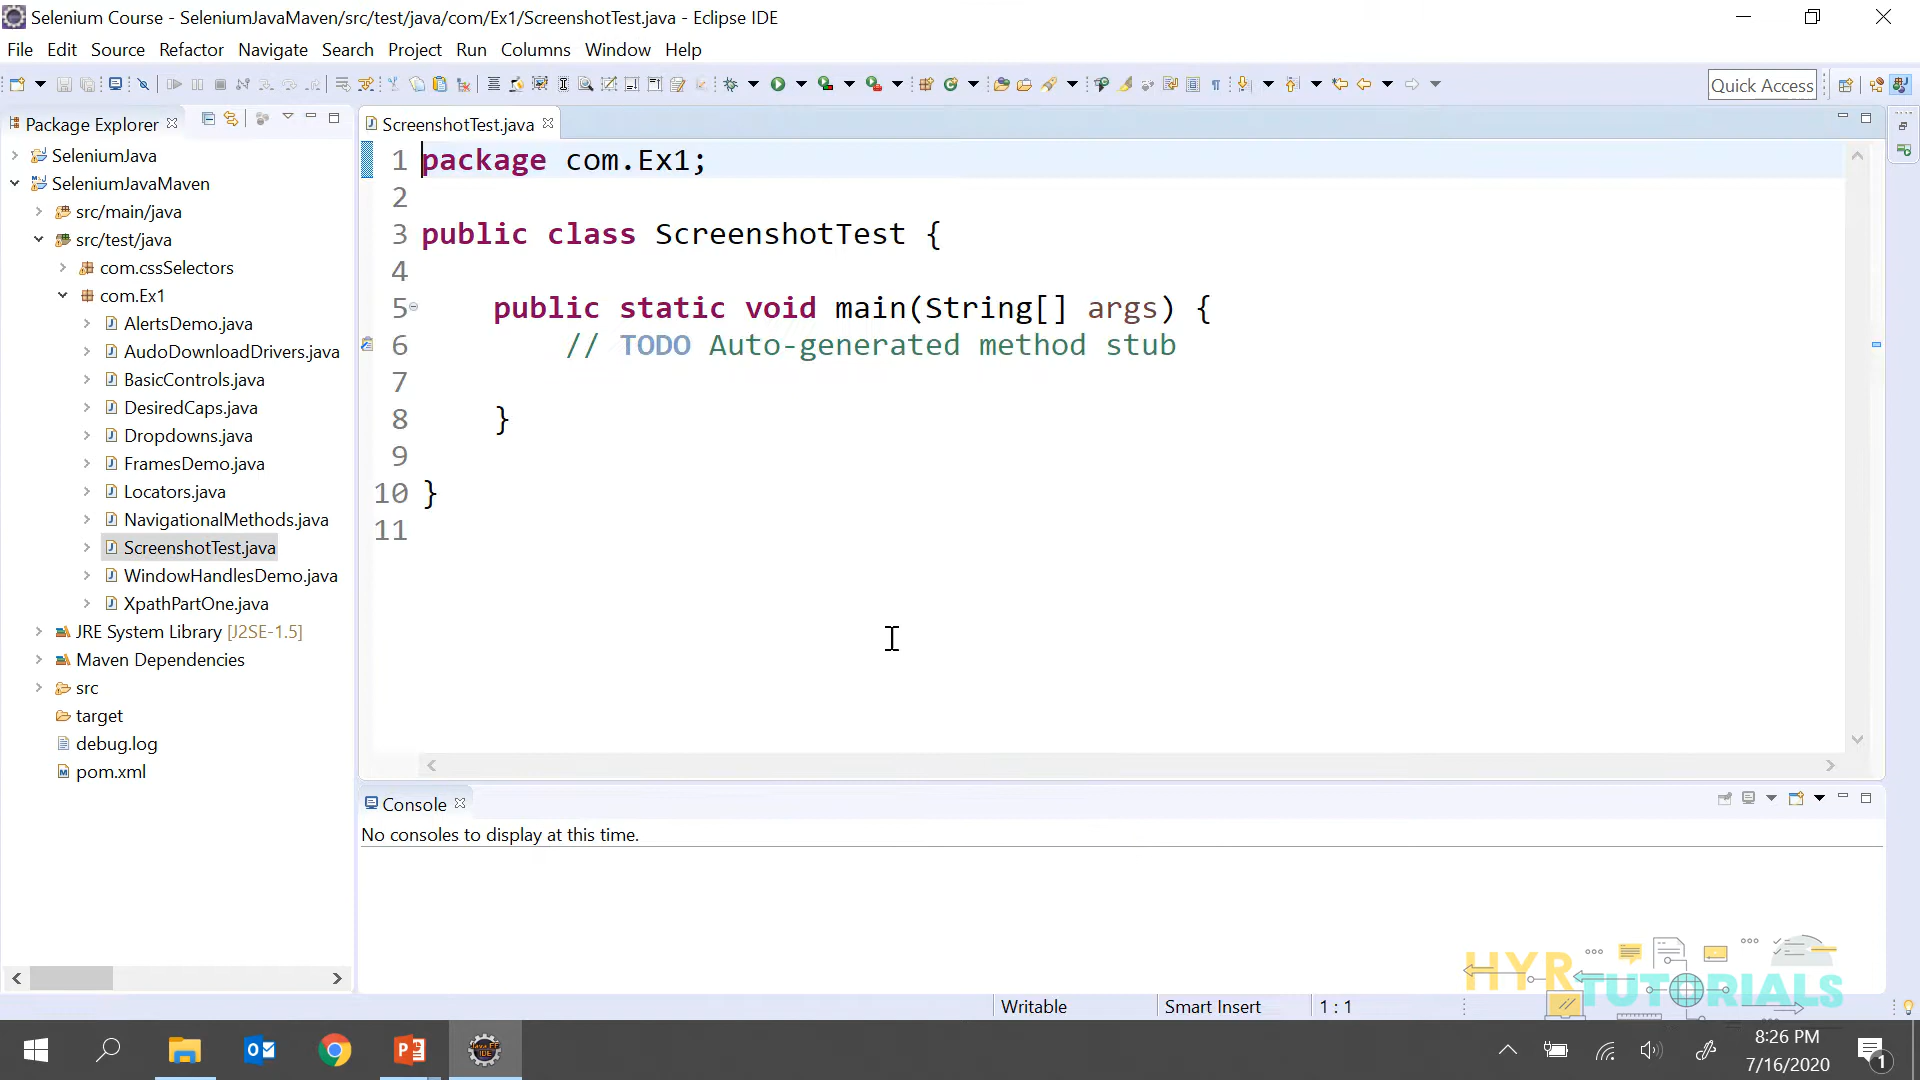 Selenium Course - SeleniumJavaMaven/src/test/java/com/Ex1/ScreenshotTest.java - Eclipse IDE
File Edit Source Refactor Navigate Search Project Run Columns Window Help
Quick Access
Package Explorer
SeleniumJava
SeleniumJavaMaven
src/main/java
src/test/java
com.cssSelectors
com.Ex1
AlertsDemo.java
AudoDownloadDrivers.java
BasicControls.java
DesiredCaps.java
Dropdowns.java
FramesDemo.java
Locators.java
NavigationalMethods.java
ScreenshotTest.java
WindowHandlesDemo.java
XpathPartOne.java
JRE System Library [J2SE-1.5]
Maven Dependencies
src
target
debug.log
pom.xml
ScreenshotTest.java
1 package com.Ex1;
2
3 public class ScreenshotTest {
4
5 public static void main(String[] args) {
6 // TODO Auto-generated method stub
7
8 }
9
10 }
11
Console
No consoles to display at this time.
HYR TUTORIALS
Writable Smart Insert 1 : 1
8:26 PM
7/16/2020
1